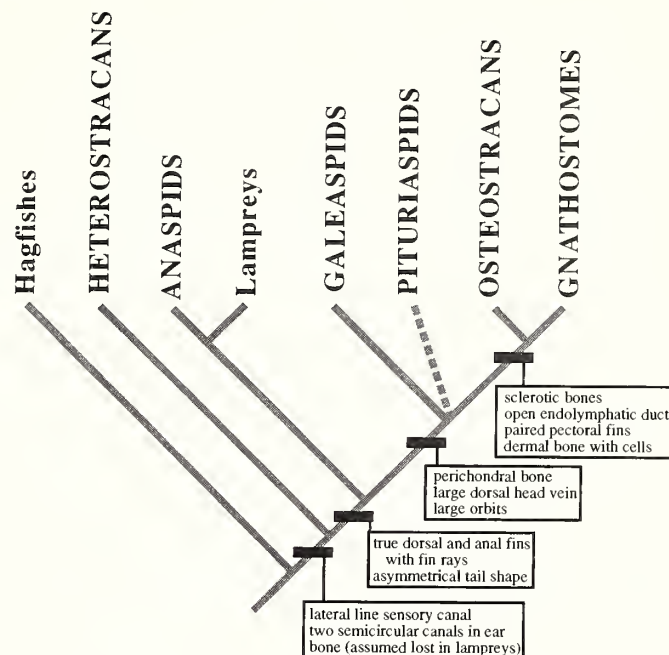 Hagfishes
HETEROSTRACANS
ANASPIDS
Lampreys
GALEASPIDS
PITURIASPIDS
OSTEOSTRACANS
GNATHOSTOMES
sclerotic bones
open endolymphatic duct
paired pectoral fins
dermal bone with cells
perichondral bone
large dorsal head vein
large orbits
true dorsal and anal fins
with fin rays
asymmetrical tail shape
lateral line sensory canal
two semicircular canals in ear
bone (assumed lost in lampreys)